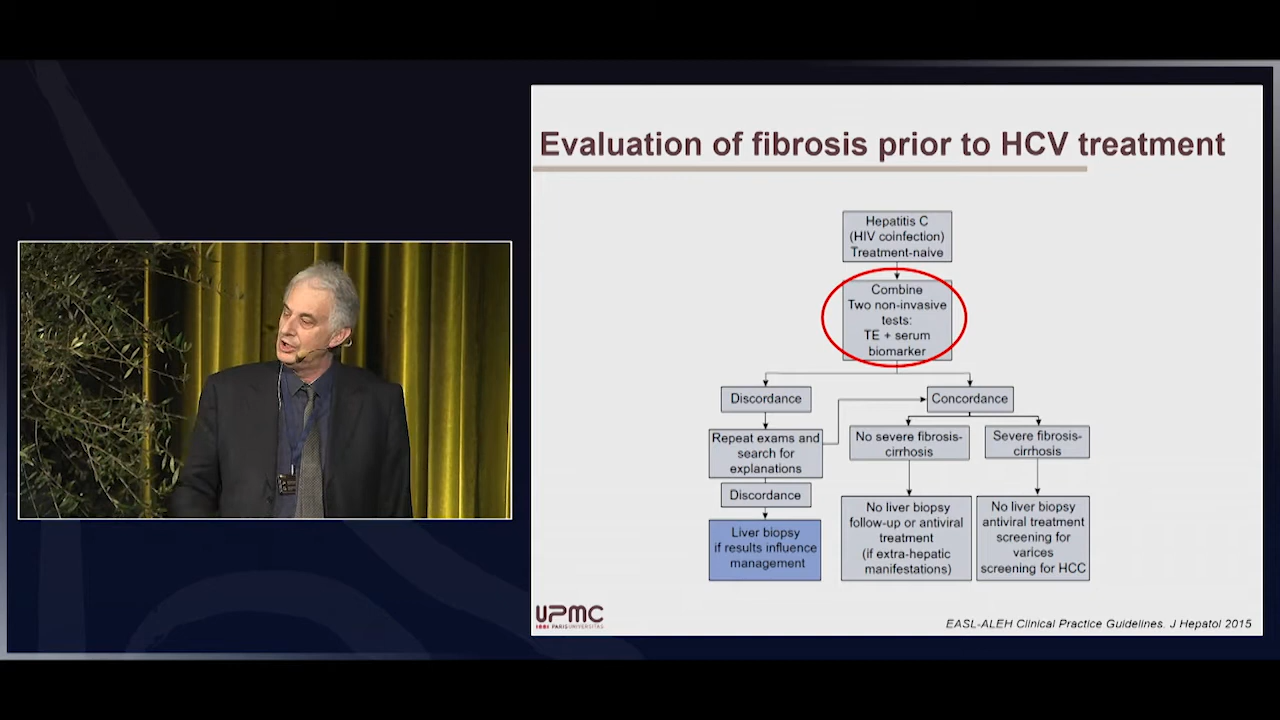 Evaluation of fibrosis prior to HCV treatment
Hepatitis C
(HIV coinfection)
Treatment-naive
Combine
Two non-invasive
tests:
TE + serum
biomarker
Discordance
Concordance
Repeat exams and
search for
explanations
No severe fibrosis-
cirrhosis
Severe fibrosis-
cirrhosis
Discordance
Liver biopsy
if results influence
management
No liver biopsy
follow-up or antiviral
treatment
(if extra-hepatic
manifestations)
No liver biopsy
antiviral treatment
screening for
varices
screening for HCC
UPMC
PARISUNIVERSITAS
EASL-ALEH Clinical Practice Guidelines. J Hepatol 2015